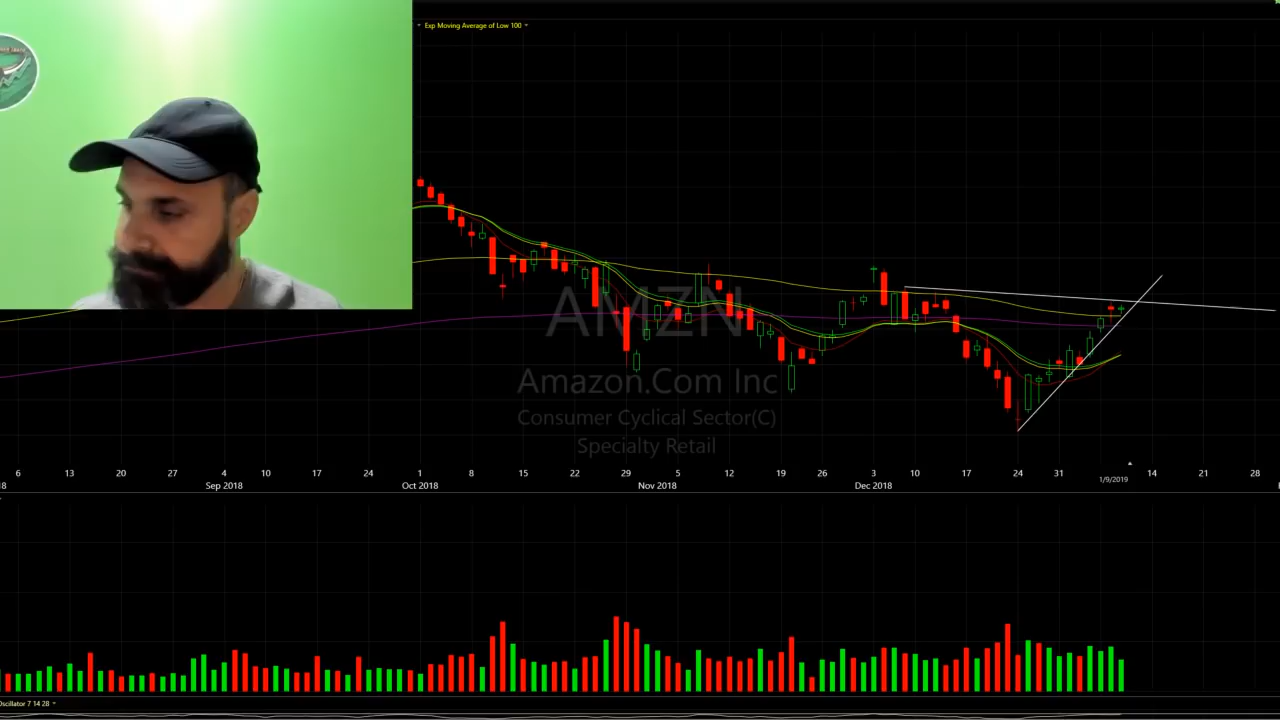 Exp Moving Average of Low 100
AMZN
Amazon.Com Inc
Consumer Cyclical Sector(C)
Specialty Retail
6 13 20 27 4 10 17 24 1 8 15 22 29 5 12 19 26 3 10 17 24 31 14 21 28
18 Sep 2018 Oct 2018 Nov 2018 Dec 2018 1/9/2019
Oscillator 7 14 28